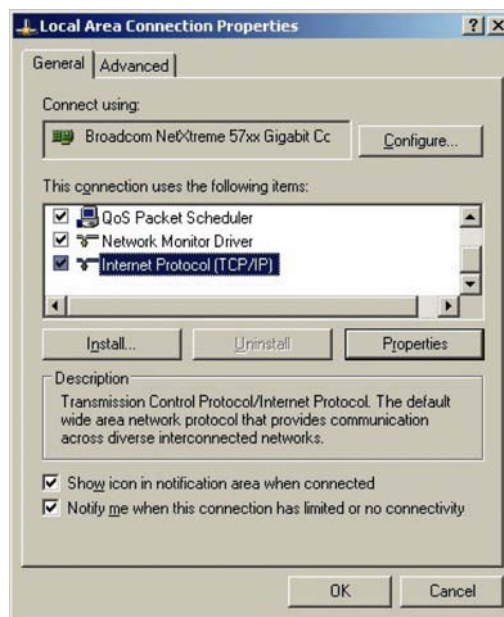 Local Area Connection Properties
General Advanced
Connect using:
Broadcom NetXtreme 57xx Gigabit Cc Configure...
This connection uses the following items:
QoS Packet Scheduler
Network Monitor Driver
Internet Protocol (TCP/IP)
Install... Uninstall Properties
Description
Transmission Control Protocol/Internet Protocol. The default
wide area network protocol that provides communication
across diverse interconnected networks.
Show icon in notification area when connected
Notify me when this connection has limited or no connectivity
OK Cancel